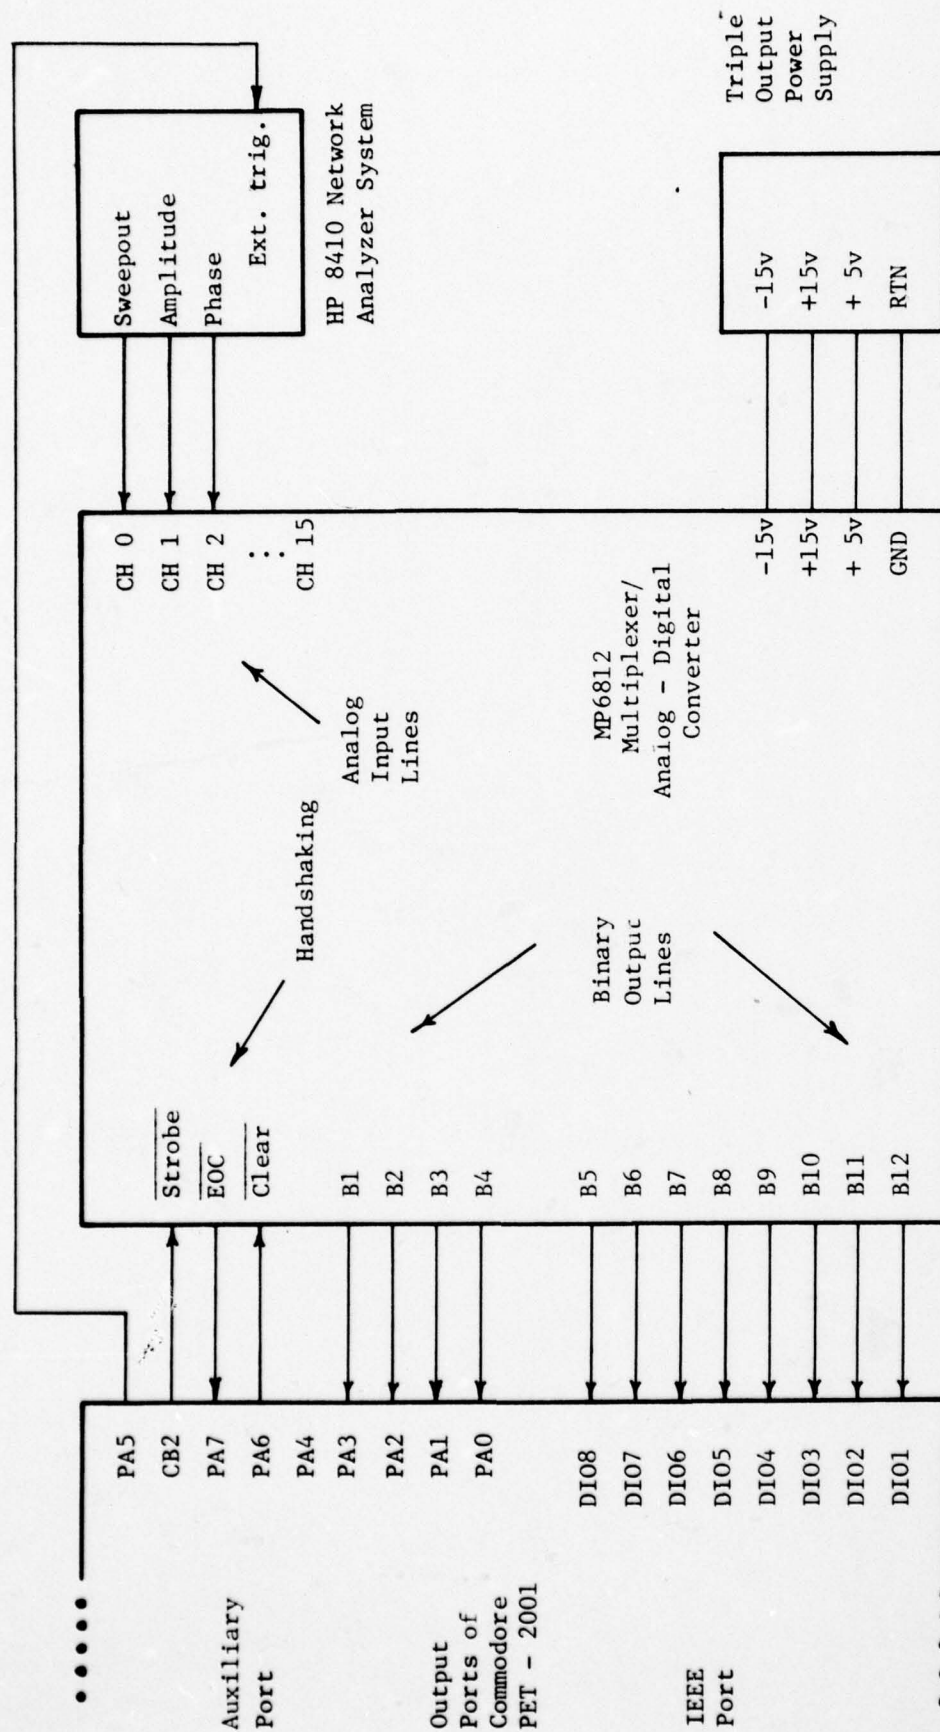 Auxiliary
Port
Output
Ports of
Commodore
PET - 2001
IEEE
Port
PA5
CB2
PA7
PA6
PA4
PA3
PA2
PA1
PA0
DIO8
DIO7
DIO6
DIO5
DIO4
DIO3
DIO2
DIO1
Strobe
EOC
Clear
B1
B2
B3
B4
B5
B6
B7
B8
B9
B10
B11
B12
Handshaking
Binary
Output
Lines
Analog
Input
Lines
MP6812
Multiplexer/
Analog - Digital
Converter
CH 0
CH 1
CH 2
CH 15
-15v
+15v
+ 5v
GND
Sweepout
Amplitude
Phase
Ext. trig.
HP 8410 Network
Analyzer System
-15v
+15v
+ 5v
RTN
Triple
Output
Power
Supply